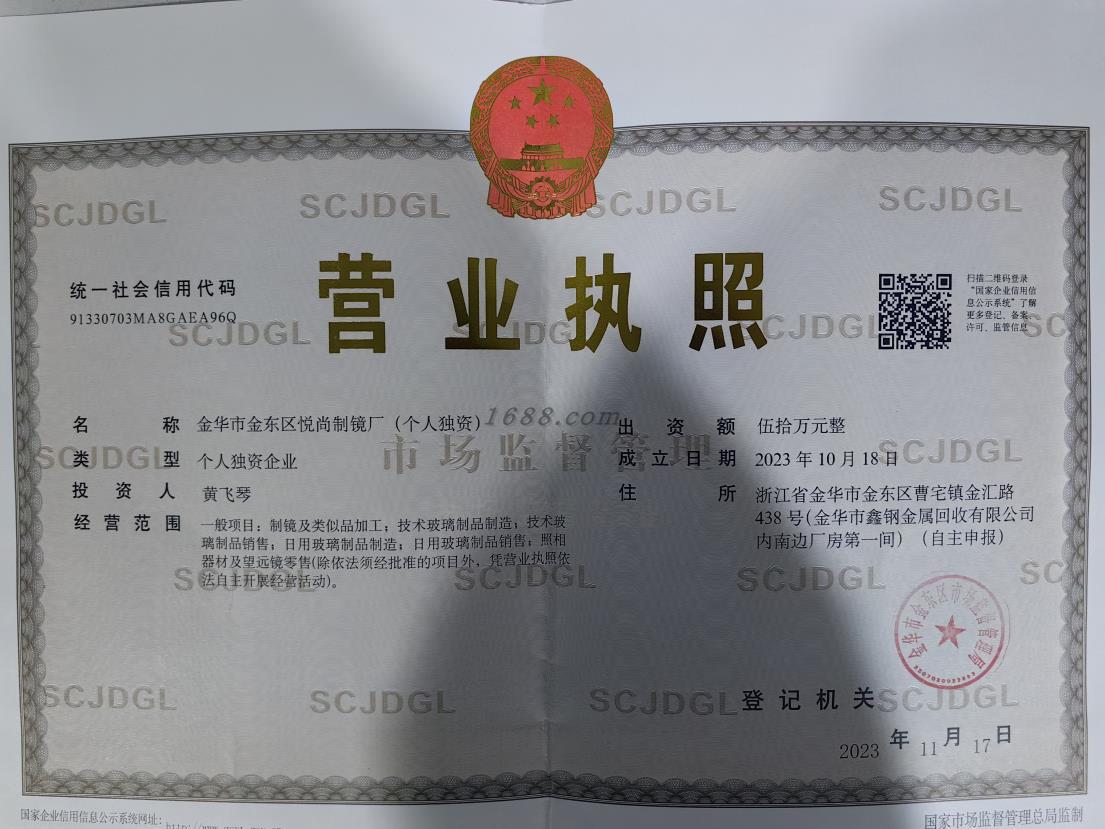 SCJDGL SCJDGL SCJDGL SCJDGL
营业执照
统一社会信用代码
91330703MA8GAEA96Q
扫描二维码登录
“国家企业信用信
息公示系统”了解
更多登记、备案、
许可、监管信息
SCJDGL SCJDGL SC
1688.com
市场监督管理
名称 金华市金东区悦尚制镜厂（个人独资）
类型 个人独资企业
投资人 黄飞琴
经营范围 一般项目：制镜及类似品加工；技术玻璃制品制造；技术玻
璃制品销售；日用玻璃制品制造；日用玻璃制品销售；照相
器材及望远镜零售(除依法须经批准的项目外，凭营业执照依
法自主开展经营活动)。
出资额 伍拾万元整
成立日期 2023年10月18日
住所 浙江省金华市金东区曹宅镇金汇路
438号(金华市鑫钢金属回收有限公司
内南边厂房第一间）（自主申报）
SCJDGL SCJDGL
SCJDGL SCJDGL SCJDGL SC
金华市金东区市场监督管理局
SCJDGL SCJDGL SCJDGL SCJDGL
登记机关
2023年11月17日
国家企业信用信息公示系统网址：
国家市场监督管理总局监制